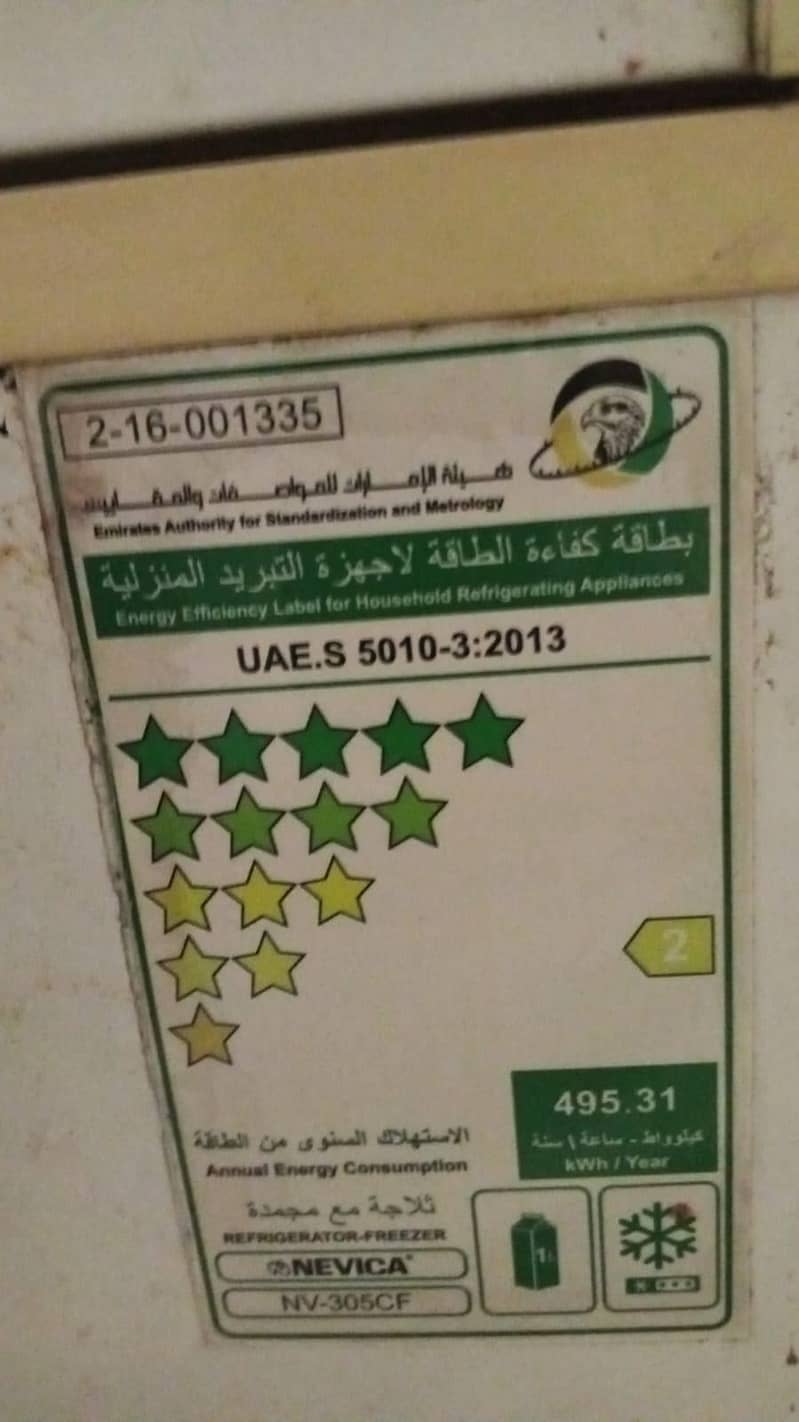 2-16-001335
هيئة الإمارات للمواصفات والمقاييس
Emirates Authority for Standardization and Metrology
بطاقة كفاءة الطاقة لاجهزة التبريد المنزلية
Energy Efficiency Label for Household Refrigerating Appliances
UAE.S 5010-3:2013
2
495.31
الاستهلاك السنوى من الطاقة
كيلوواط - ساعة \ سنة
Annual Energy Consumption
kWh / Year
ثلاجة مع مجمدة
REFRIGERATOR-FREEZER
NEVICA
NV-305CF